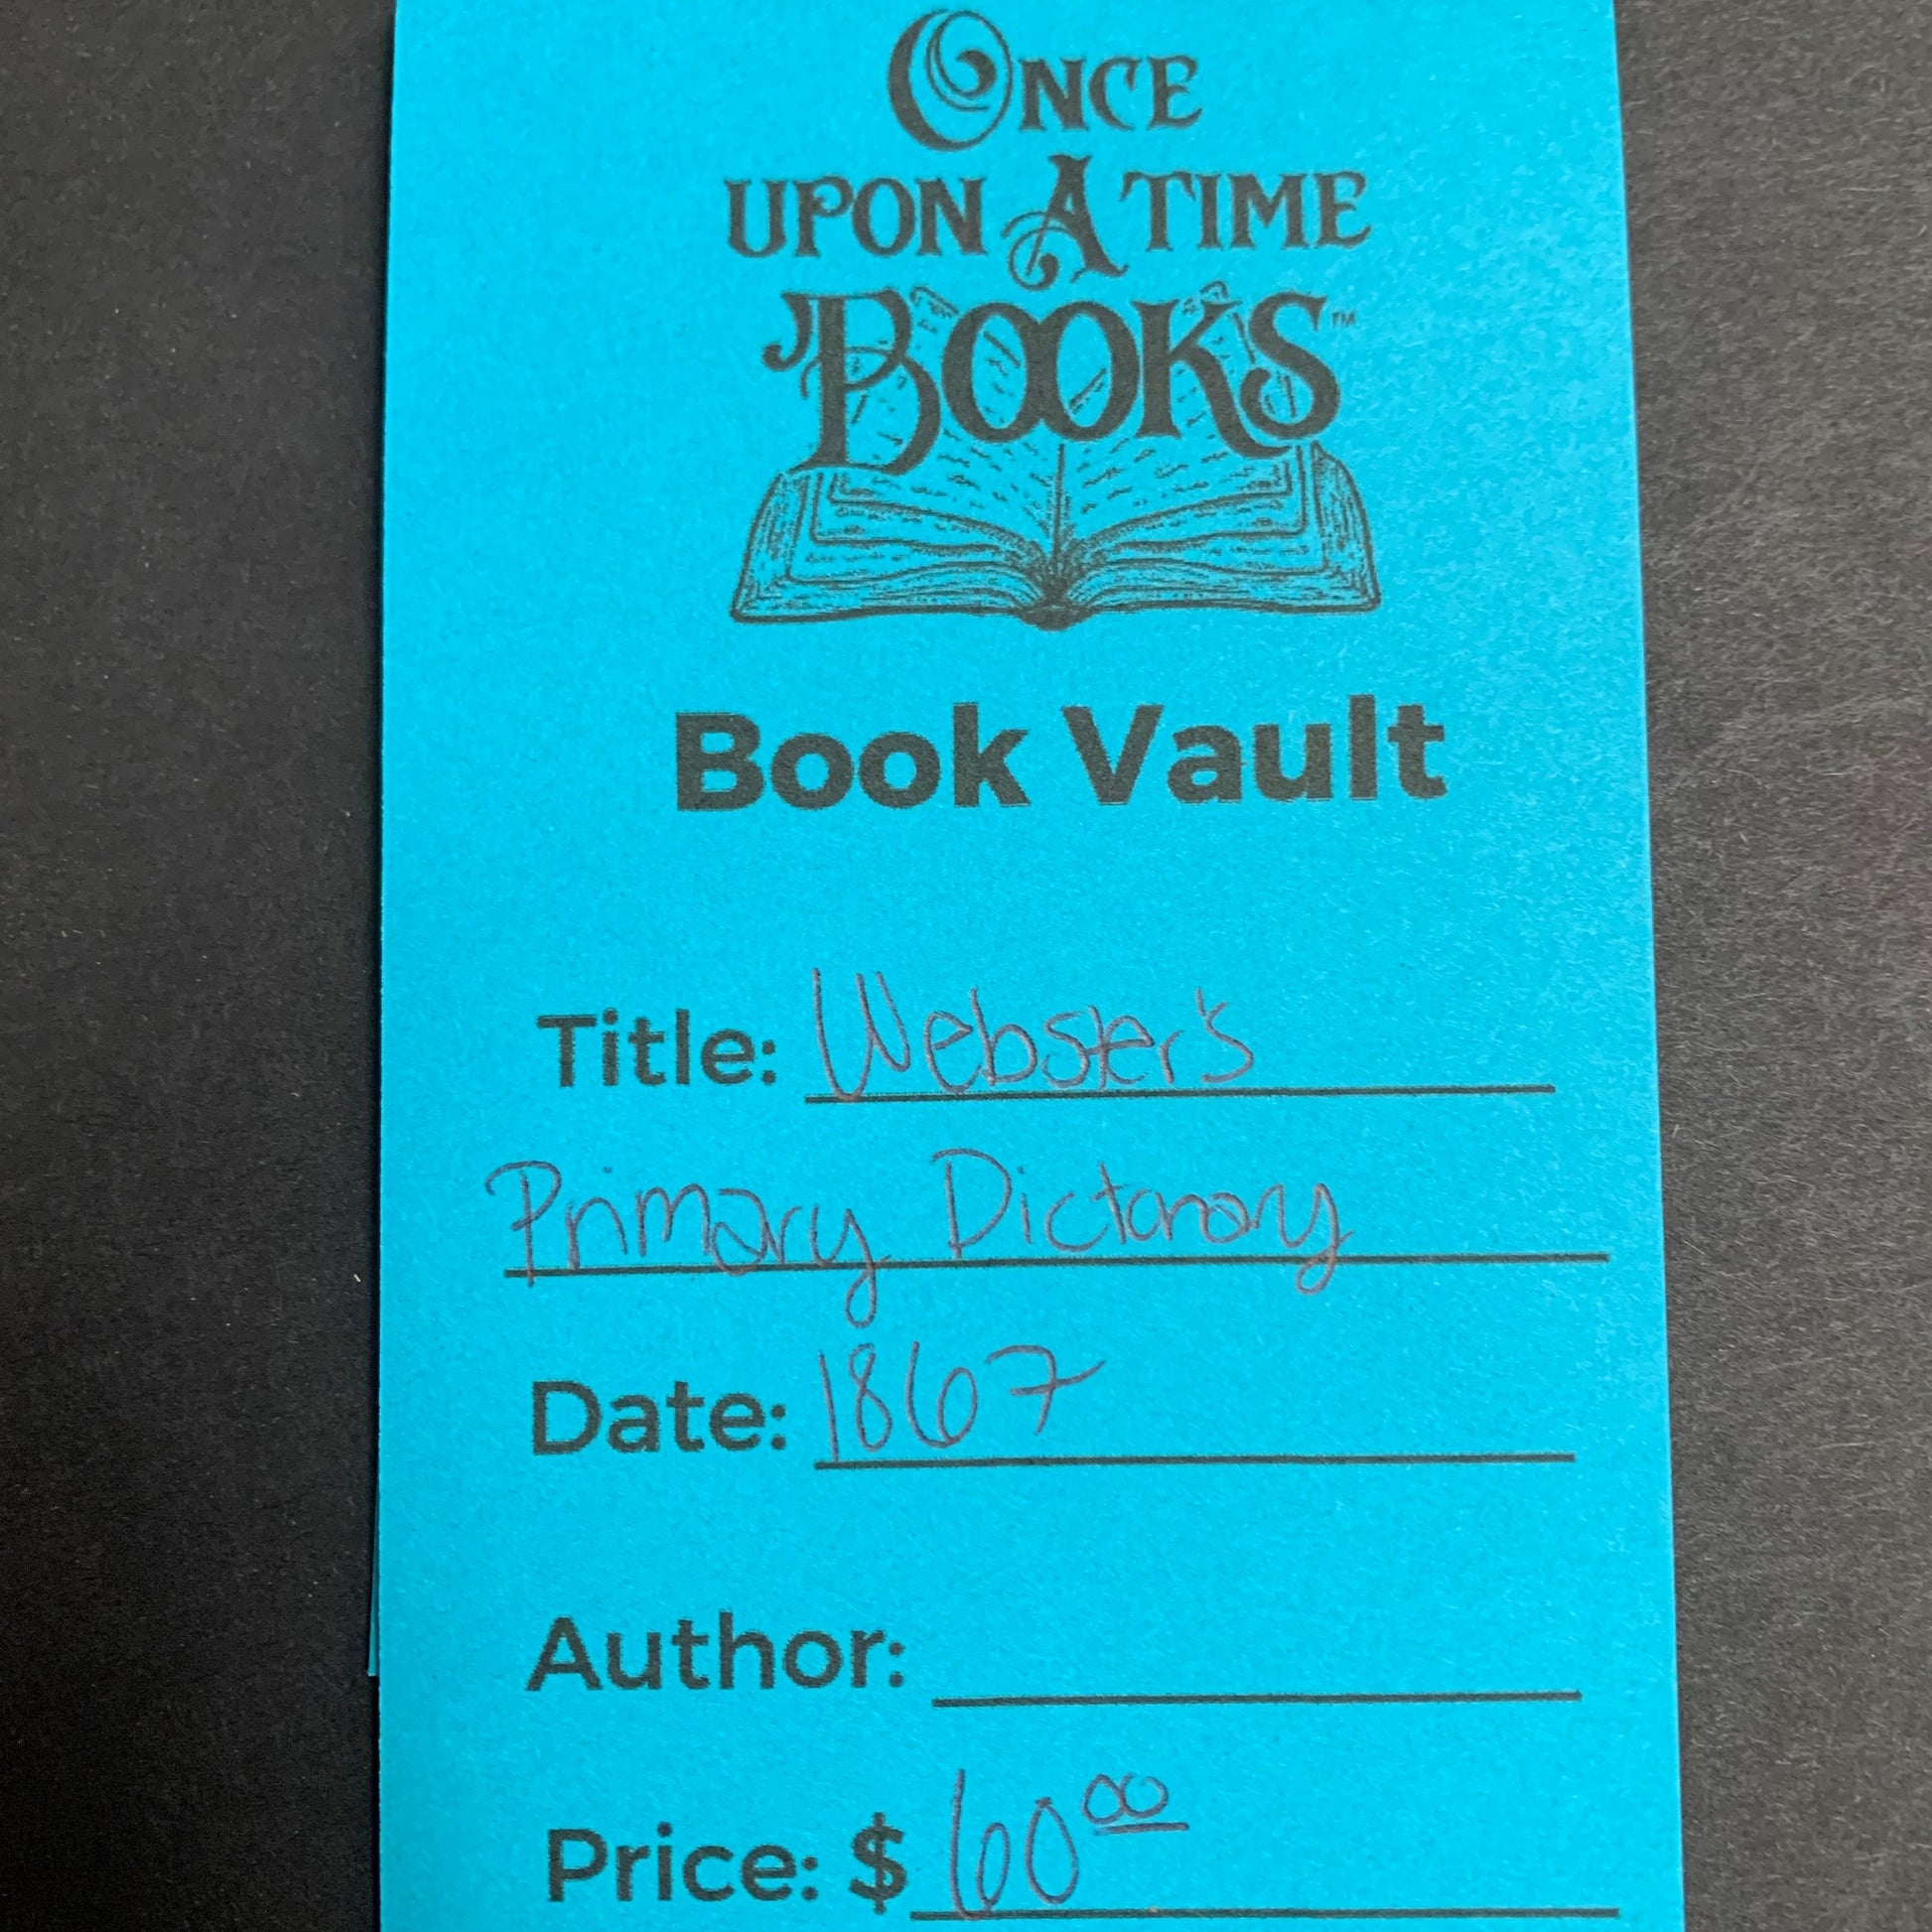 ONCE
UPON A TIME
BOOKS™
Book Vault
Title: Webster's
Primary Dictonary
Date: 1867
Author:
Price: $ 60 00